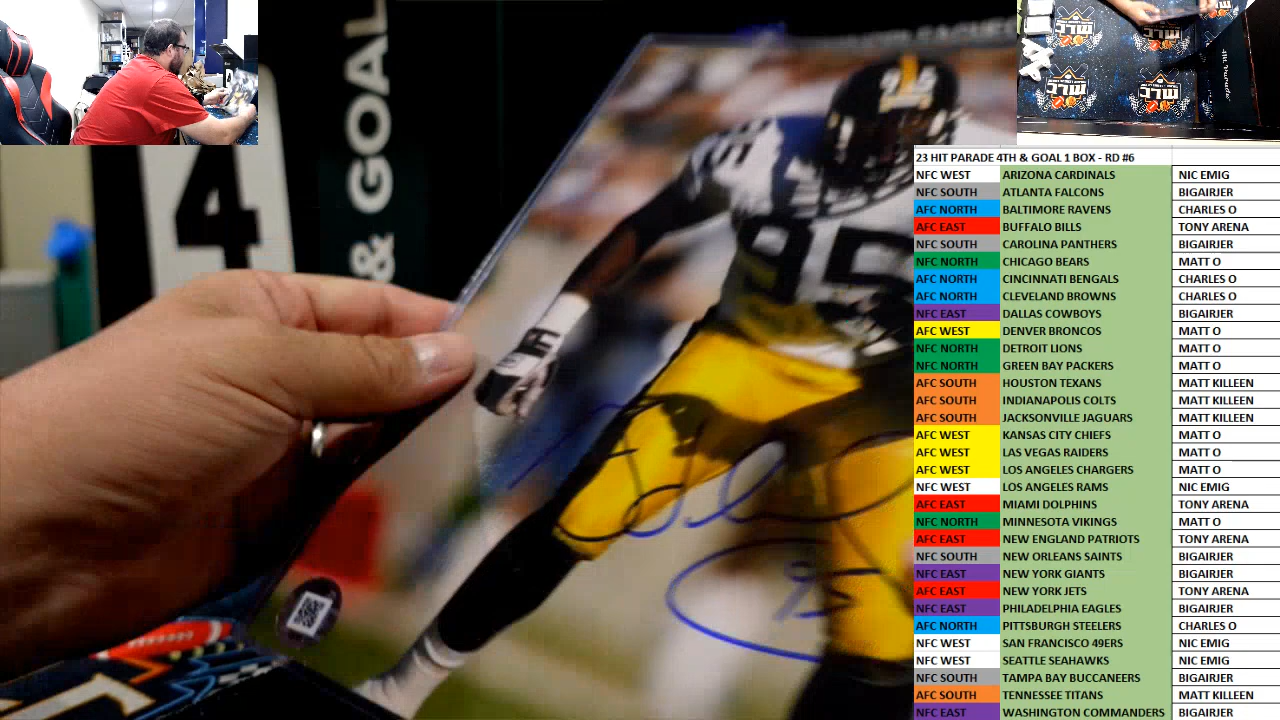 & GOAL
4
95
95
23 HIT PARADE 4TH & GOAL 1 BOX - RD #6
NFC WEST ARIZONA CARDINALS NIC EMIG
NFC SOUTH ATLANTA FALCONS BIGAIRJER
AFC NORTH BALTIMORE RAVENS CHARLES O
AFC EAST BUFFALO BILLS TONY ARENA
NFC SOUTH CAROLINA PANTHERS BIGAIRJER
NFC NORTH CHICAGO BEARS MATT O
AFC NORTH CINCINNATI BENGALS CHARLES O
AFC NORTH CLEVELAND BROWNS CHARLES O
NFC EAST DALLAS COWBOYS BIGAIRJER
AFC WEST DENVER BRONCOS MATT O
NFC NORTH DETROIT LIONS MATT O
NFC NORTH GREEN BAY PACKERS MATT O
AFC SOUTH HOUSTON TEXANS MATT KILLEEN
AFC SOUTH INDIANAPOLIS COLTS MATT KILLEEN
AFC SOUTH JACKSONVILLE JAGUARS MATT KILLEEN
AFC WEST KANSAS CITY CHIEFS MATT O
AFC WEST LAS VEGAS RAIDERS MATT O
AFC WEST LOS ANGELES CHARGERS MATT O
NFC WEST LOS ANGELES RAMS NIC EMIG
AFC EAST MIAMI DOLPHINS TONY ARENA
NFC NORTH MINNESOTA VIKINGS MATT O
AFC EAST NEW ENGLAND PATRIOTS TONY ARENA
NFC SOUTH NEW ORLEANS SAINTS BIGAIRJER
NFC EAST NEW YORK GIANTS BIGAIRJER
AFC EAST NEW YORK JETS TONY ARENA
NFC EAST PHILADELPHIA EAGLES BIGAIRJER
AFC NORTH PITTSBURGH STEELERS CHARLES O
NFC WEST SAN FRANCISCO 49ERS NIC EMIG
NFC WEST SEATTLE SEAHAWKS NIC EMIG
NFC SOUTH TAMPA BAY BUCCANEERS BIGAIRJER
AFC SOUTH TENNESSEE TITANS MATT KILLEEN
NFC EAST WASHINGTON COMMANDERS BIGAIRJER